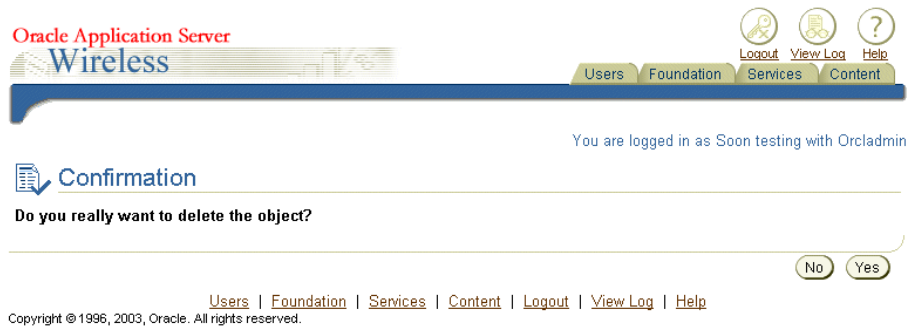 Oracle Application Server
Wireless
Logout View Log Help
Users Foundation Services Content
You are logged in as Soon testing with Orcladmin
Confirmation
Do you really want to delete the object?
No Yes
Users | Foundation | Services | Content | Logout | View Log | Help
Copyright © 1996, 2003, Oracle. All rights reserved.